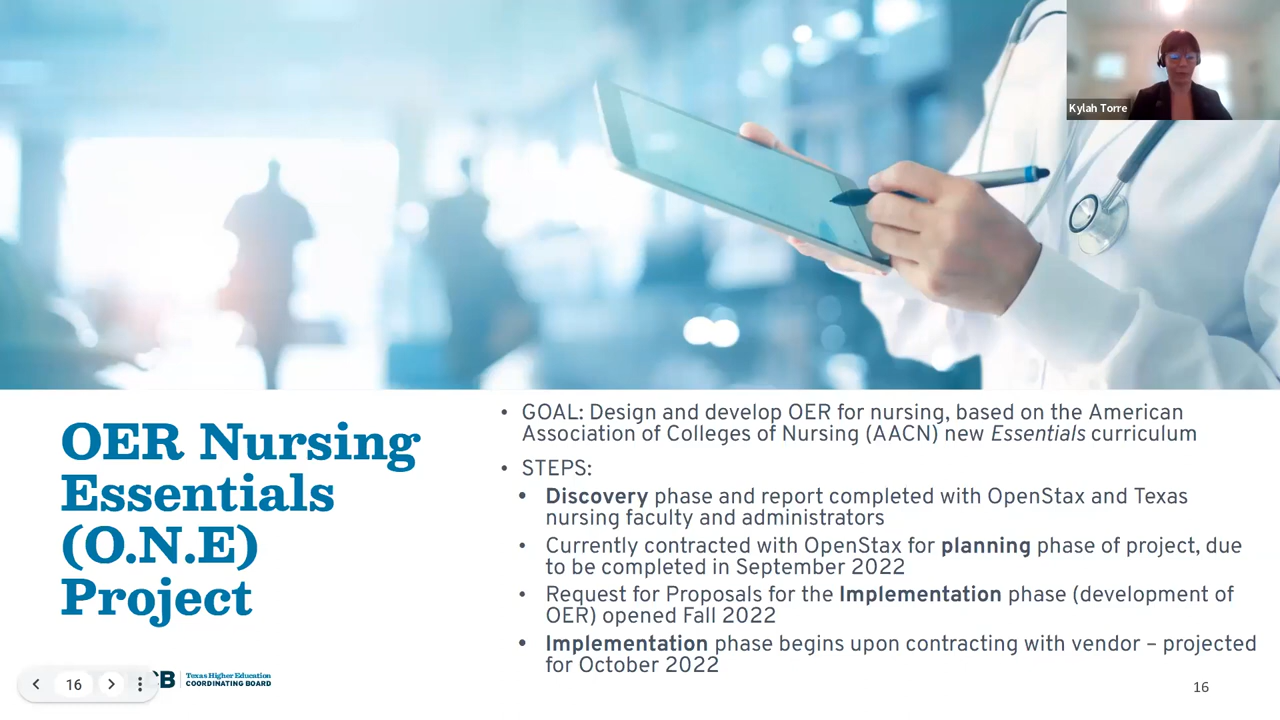 Kylah Torre
OER Nursing
Essentials
(O.N.E)
Project
• GOAL: Design and develop OER for nursing, based on the American
Association of Colleges of Nursing (AACN) new Essentials curriculum
• STEPS:
• Discovery phase and report completed with OpenStax and Texas
nursing faculty and administrators
• Currently contracted with OpenStax for planning phase of project, due
to be completed in September 2022
• Request for Proposals for the Implementation phase (development of
OER) opened Fall 2022
• Implementation phase begins upon contracting with vendor – projected
for October 2022
16
B
Texas Higher Education
COORDINATING BOARD
16